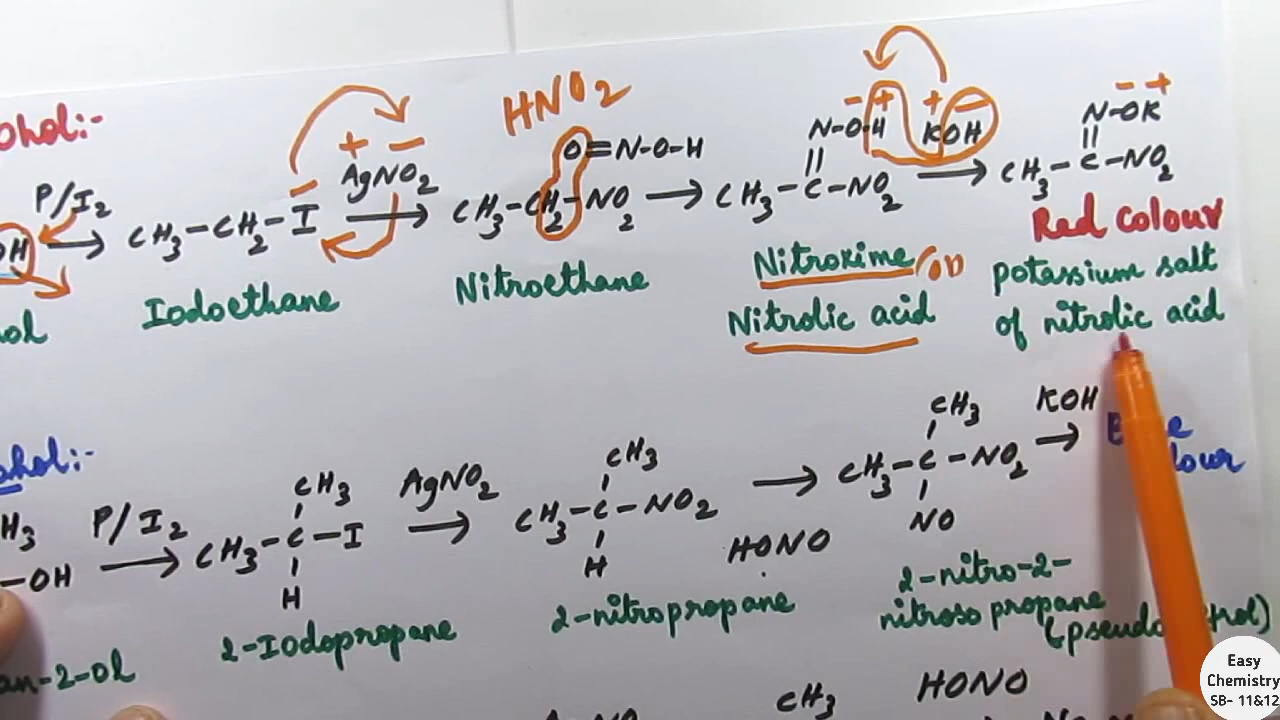 ohol:-
P/I2
OH
CH3-CH2-I
- + -
AgNO2
HNO2
O=N-O-H
CH3-CH2-NO2
- + + -
N-O-H KOH
||
CH3-C-NO2
- +
N-OK
||
CH3-C-NO2
ol
Iodoethane
Nitroethane
Nitroxime (or)
Nitrolic acid
Red colour
potassium salt
of nitrolic acid
ohol:-
H3
-OH
P/I2
CH3
CH3-C-I
H
AgNO2
CH3
CH3-C-NO2
H
HONO
CH3
CH3-C-NO2
NO
KOH
an-2-ol
2-Iodopropane
2-nitropropane
2-nitro-2-
nitroso propane
CH3
HONO
Easy
Chemistry
SB- 11&12